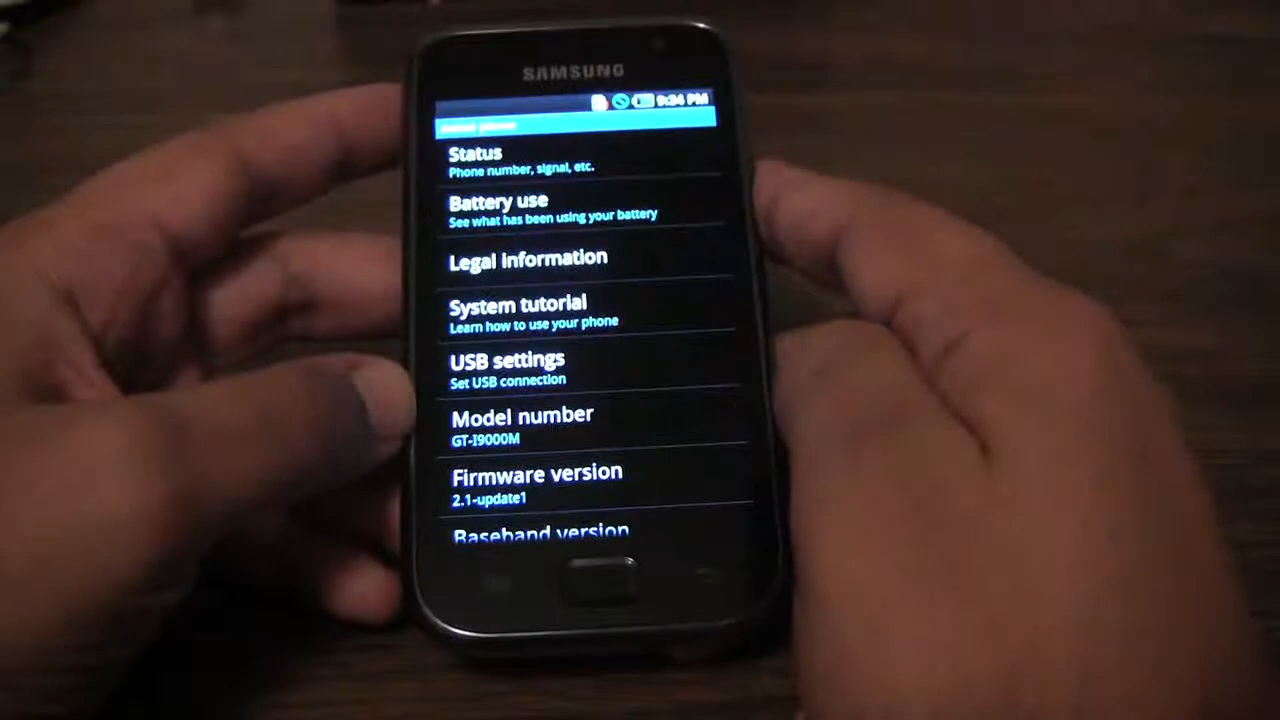 SAMSUNG
9:34 PM
About phone
Status
Phone number, signal, etc.
Battery use
See what has been using your battery
Legal information
System tutorial
Learn how to use your phone
USB settings
Set USB connection
Model number
GT-I9000M
Firmware version
2.1-update1
Baseband version